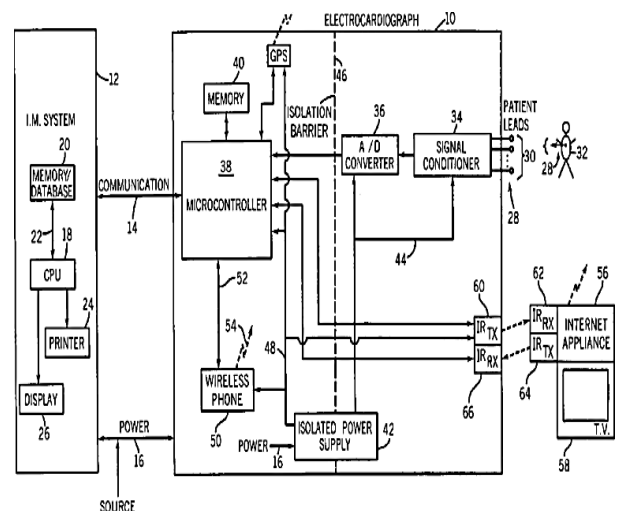 ELECTROCARDIOGRAPH
10
12
GPS
46
40
36
34
PATIENT
LEADS
I.M. SYSTEM
MEMORY
ISOLATION
BARRIER
A/D
CONVERTER
SIGNAL
CONDITIONER
30
32
28
20
MEMORY/
DATABASE
COMMUNICATION
38
MICROCONTROLLER
28
22
14
44
18
CPU
52
60
62
56
24
54
IR TX
IR RX
INTERNET
APPLIANCE
PRINTER
48
IR RX
IR TX
WIRELESS
PHONE
66
64
DISPLAY
50
26
POWER
16
POWER
16
ISOLATED POWER
SUPPLY
42
T.V.
58
SOURCE